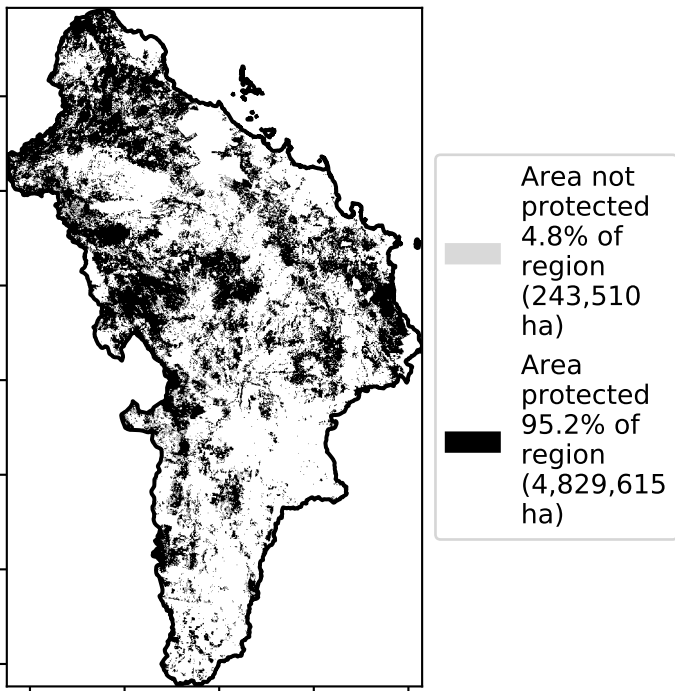 Area not
protected
4.8% of
region
(243,510
ha)
Area
protected
95.2% of
region
(4,829,615
ha)